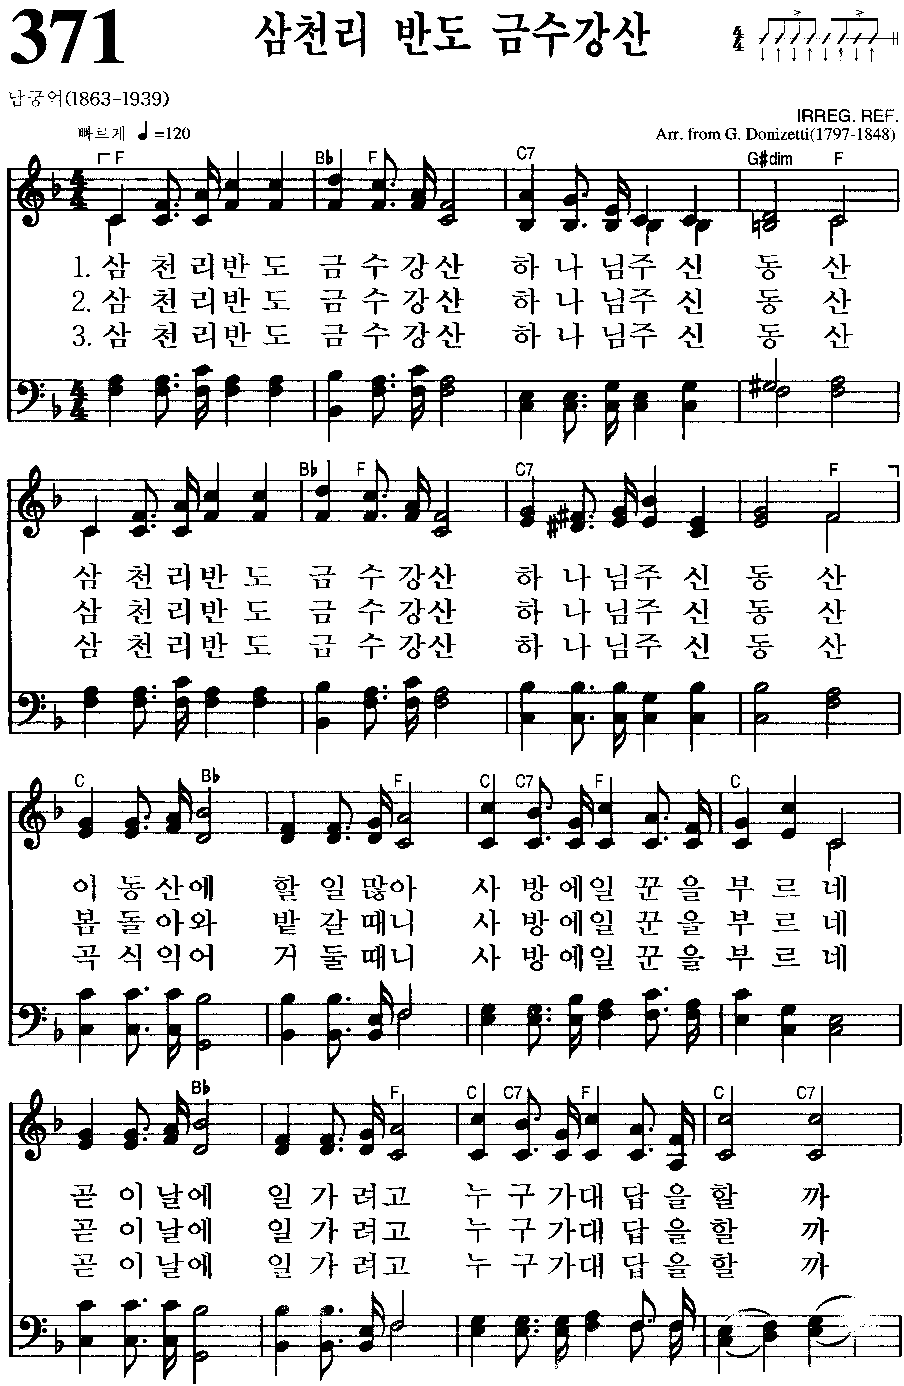 371 삼천리 반도 금수강산
남궁억(1863-1939)
IRREG. REF.
빠르게 ♩=120 Arr. from G. Donizetti(1797-1848)
F B♭ F C7 G#dim F
1. 삼 천 리 반 도 금 수 강 산 하 나 님 주 신 동 산
2. 삼 천 리 반 도 금 수 강 산 하 나 님 주 신 동 산
3. 삼 천 리 반 도 금 수 강 산 하 나 님 주 신 동 산
B♭ F C7 F
삼 천 리 반 도 금 수 강 산 하 나 님 주 신 동 산
삼 천 리 반 도 금 수 강 산 하 나 님 주 신 동 산
삼 천 리 반 도 금 수 강 산 하 나 님 주 신 동 산
C B♭ F C C7 F C
이 동 산 에 할 일 많 아 사 방 에 일 꾼 을 부 르 네
봄 돌 아 와 밭 갈 때 니 사 방 에 일 꾼 을 부 르 네
곡 식 익 어 거 둘 때 니 사 방 에 일 꾼 을 부 르 네
B♭ F C C7 F C C7
곧 이 날 에 일 가 려 고 누 구 가 대 답 을 할 까
곧 이 날 에 일 가 려 고 누 구 가 대 답 을 할 까
곧 이 날 에 일 가 려 고 누 구 가 대 답 을 할 까